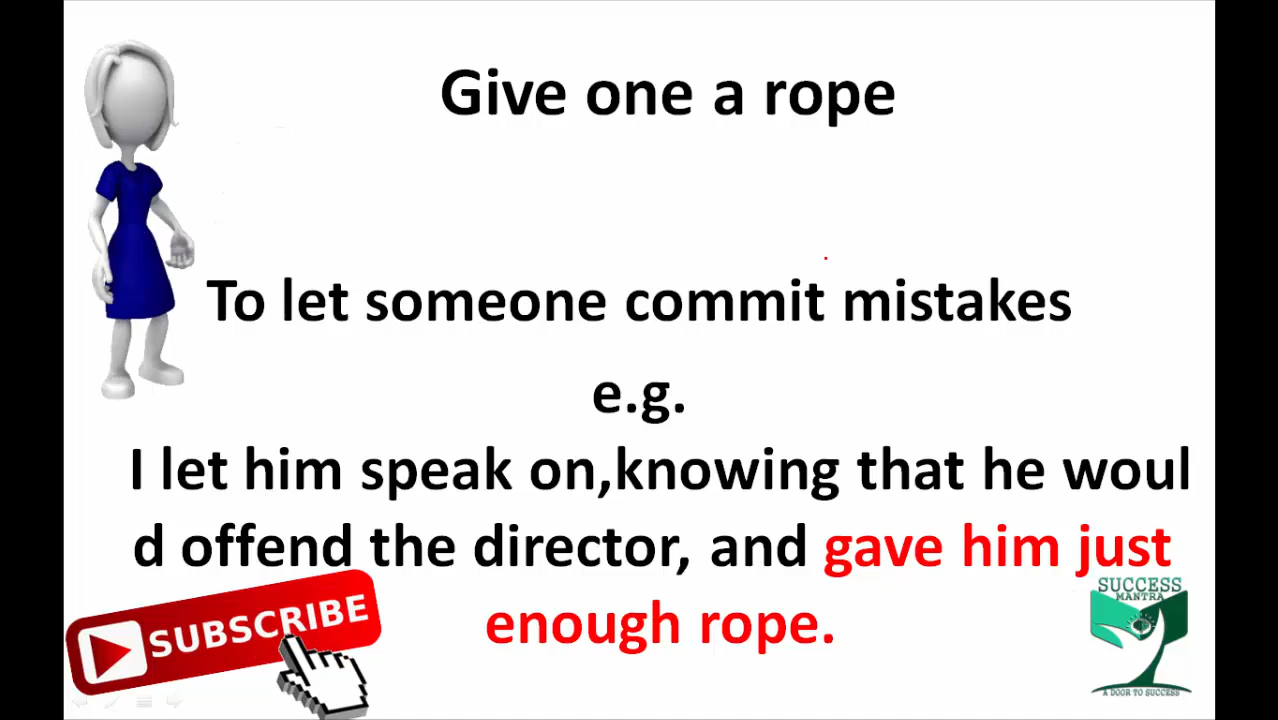 Give one a rope
To let someone commit mistakes
e.g.
I let him speak on,knowing that he woul
d offend the director, and gave him just
enough rope.
SUBSCRIBE
SUCCESS
MANTRA
A DOOR TO SUCCESS